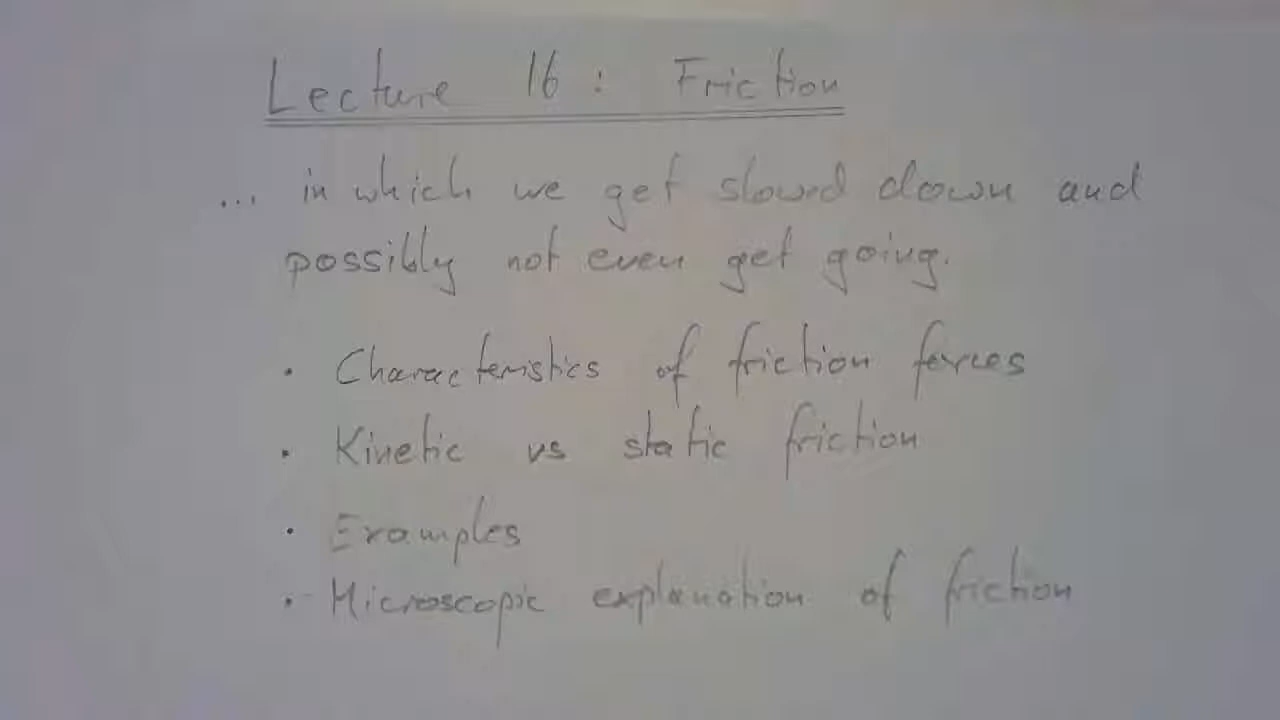 Lecture 16 : Friction
... in which we get slowed down and
possibly not even get going.
· Characteristics of friction forces
· Kinetic vs static friction
· Examples
· Microscopic explanation of friction